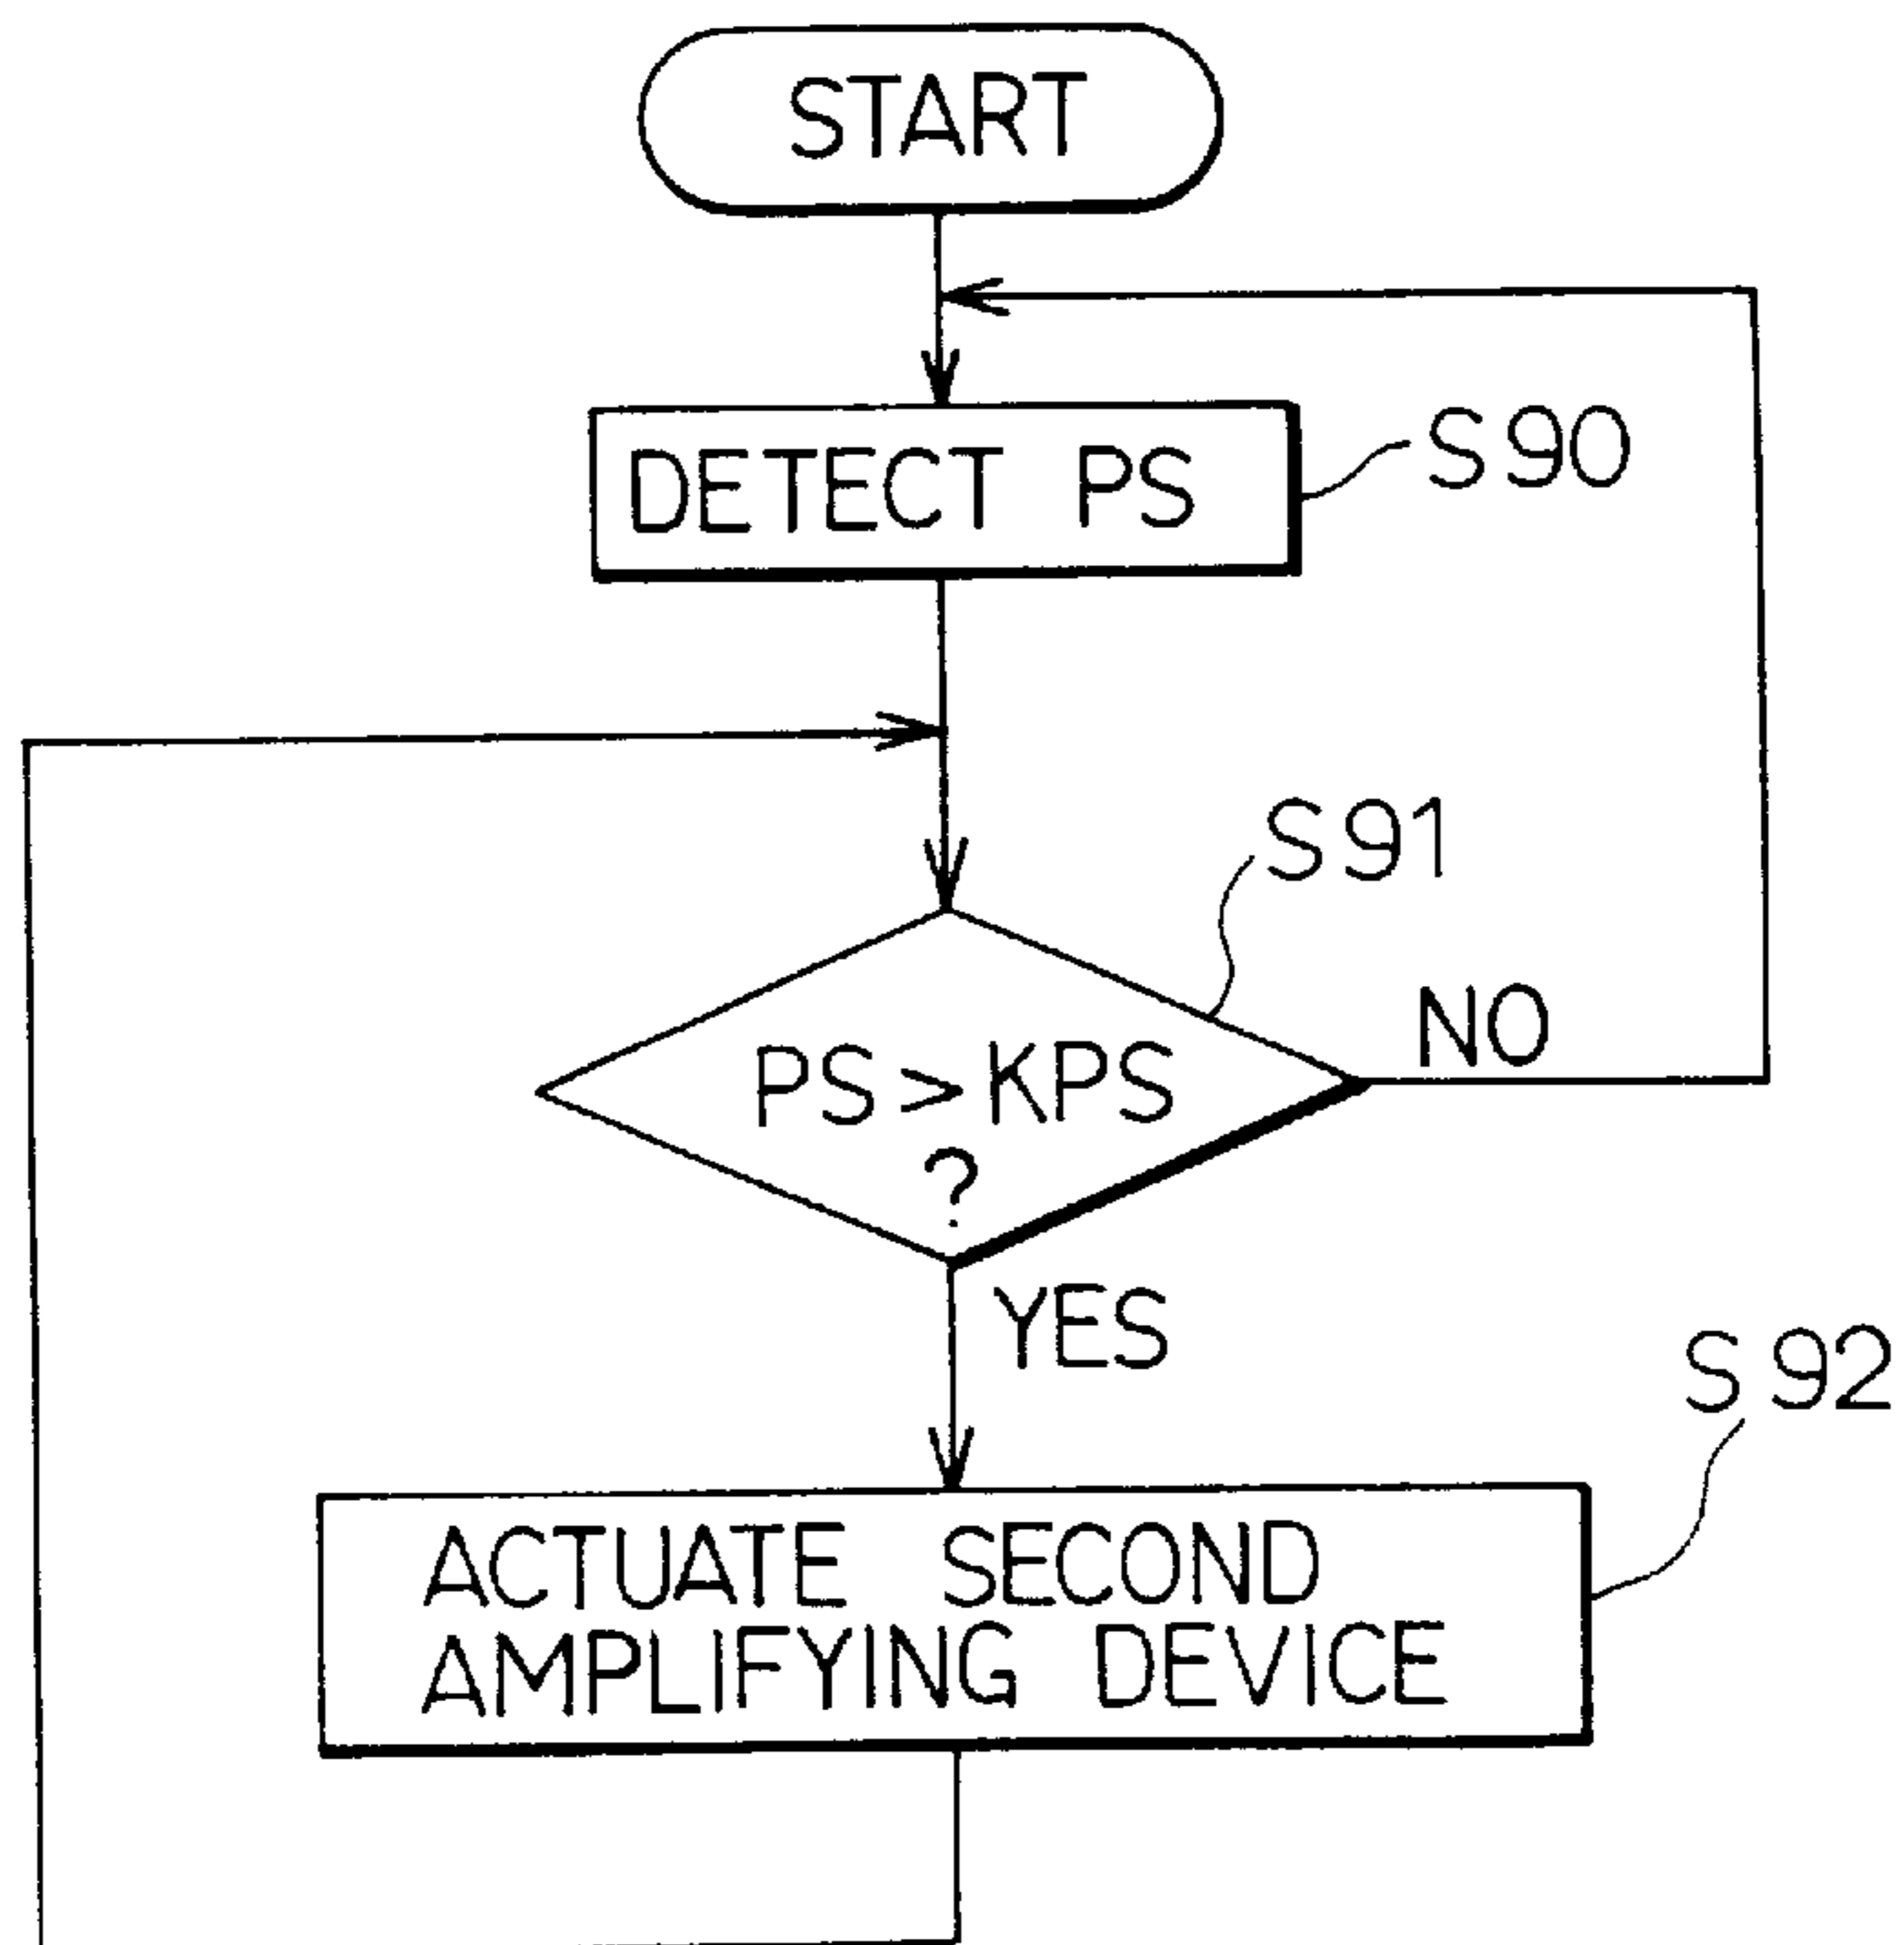 START
DETECT PS
S90
S91
PS>KPS
?
NO
YES
S92
ACTUATE SECOND
AMPLIFYING DEVICE